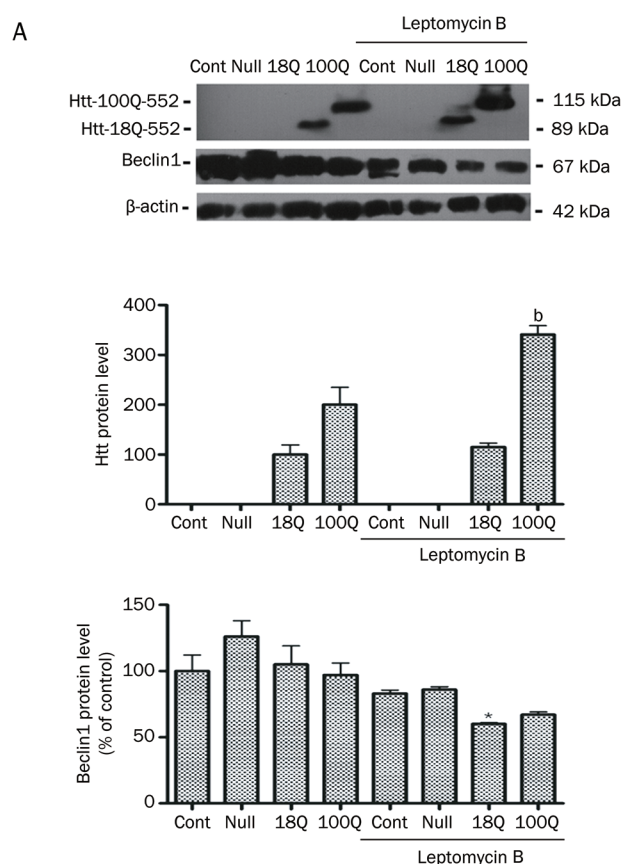 A
Leptomycin B
Cont Null 18Q 100Q Cont Null 18Q 100Q
Htt-100Q-552 - - 115 kDa
Htt-18Q-552 - - 89 kDa
Beclin1 - - 67 kDa
β-actin - - 42 kDa
Htt protein level
400
300
200
100
0
b
Cont Null 18Q 100Q Cont Null 18Q 100Q
Leptomycin B
Beclin1 protein level
(% of control)
150
100
50
0
*
Cont Null 18Q 100Q Cont Null 18Q 100Q
Leptomycin B